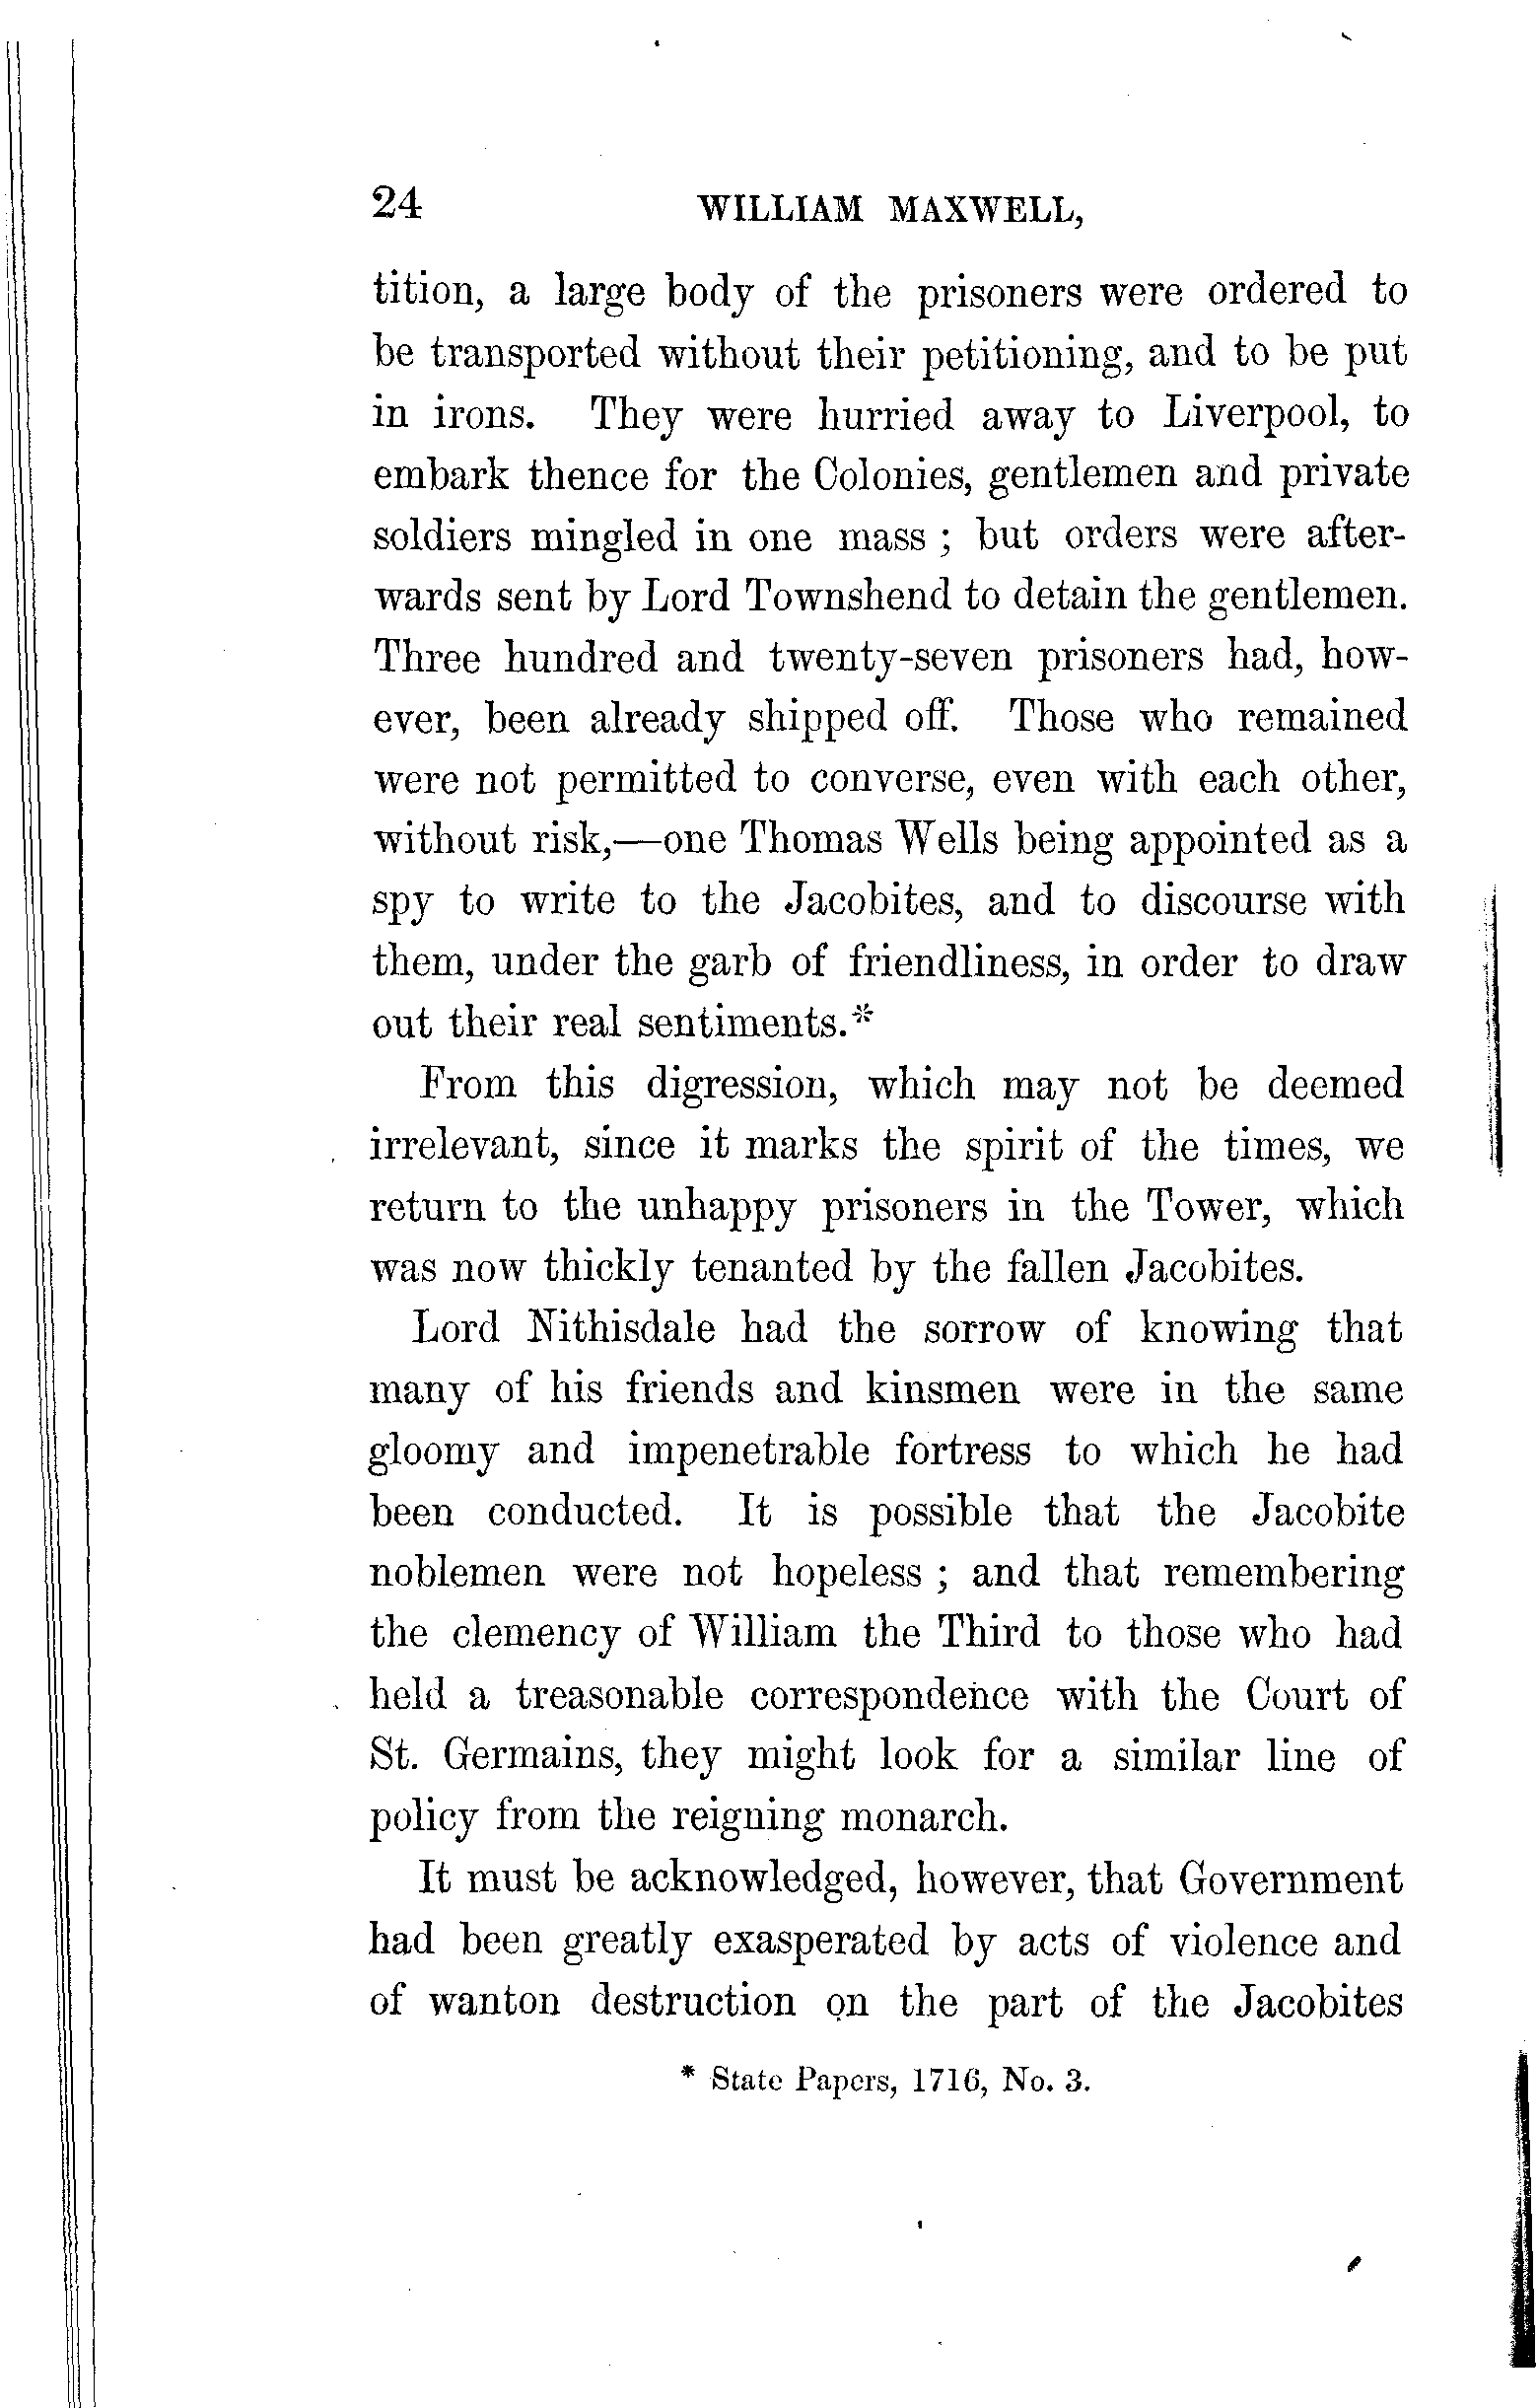 24 WILLIAM MAXWELL,
tition, a large body of the prisoners were ordered to
be transported without their petitioning, and to be put
in irons. They were hurried away to Liverpool, to
embark thence for the Colonies, gentlemen and private
soldiers mingled in one mass ; but orders were after-
wards sent by Lord Townshend to detain the gentlemen.
Three hundred and twenty-seven prisoners had, how-
ever, been already shipped off. Those who remained
were not permitted to converse, even with each other,
without risk,—one Thomas Wells being appointed as a
spy to write to the Jacobites, and to discourse with
them, under the garb of friendliness, in order to draw
out their real sentiments.*
From this digression, which may not be deemed
irrelevant, since it marks the spirit of the times, we
return to the unhappy prisoners in the Tower, which
was now thickly tenanted by the fallen Jacobites.
Lord Nithisdale had the sorrow of knowing that
many of his friends and kinsmen were in the same
gloomy and impenetrable fortress to which he had
been conducted. It is possible that the Jacobite
noblemen were not hopeless ; and that remembering
the clemency of William the Third to those who had
held a treasonable correspondence with the Court of
St. Germains, they might look for a similar line of
policy from the reigning monarch.
It must be acknowledged, however, that Government
had been greatly exasperated by acts of violence and
of wanton destruction on the part of the Jacobites
* State Papers, 1716, No. 3.